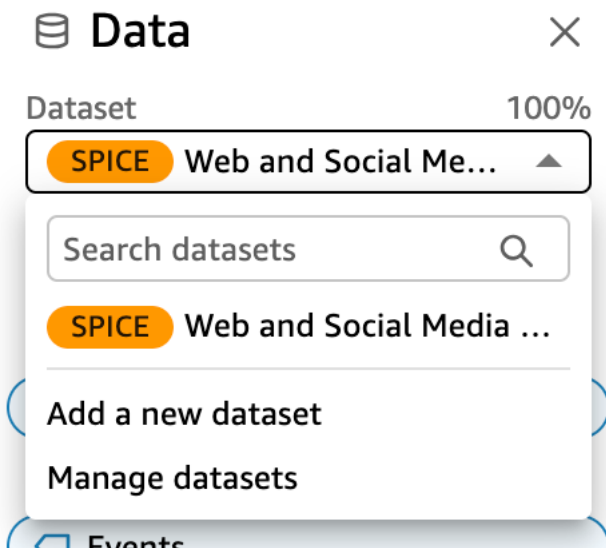 Data
Dataset 100%
SPICE Web and Social Me...
Search datasets
SPICE Web and Social Media ...
Add a new dataset
Manage datasets
Events